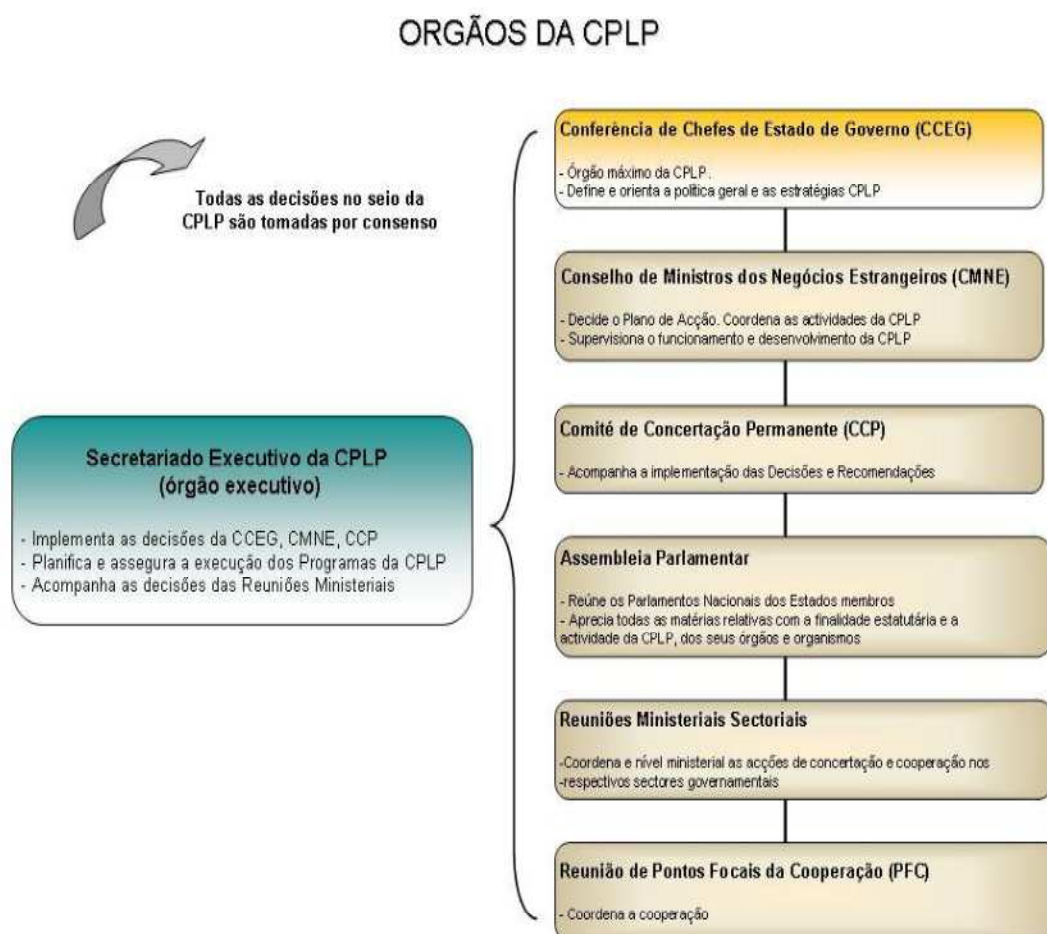 ORGÃOS DA CPLP
Todas as decisões no seio da
CPLP são tomadas por consenso
Secretariado Executivo da CPLP
(órgão executivo)
- Implementa as decisões da CCEG, CMNE, CCP
- Planifica e assegura a execução dos Programas da CPLP
- Acompanha as decisões das Reuniões Ministeriais
Conferência de Chefes de Estado de Governo (CCEG)
- Órgão máximo da CPLP.
- Define e orienta a política geral e as estratégias CPLP
Conselho de Ministros dos Negócios Estrangeiros (CMNE)
- Decide o Plano de Acção. Coordena as actividades da CPLP
- Supervisiona o funcionamento e desenvolvimento da CPLP
Comité de Concertação Permanente (CCP)
- Acompanha a implementação das Decisões e Recomendações
Assembleia Parlamentar
- Reúne os Parlamentos Nacionais dos Estados membros
- Aprecia todas as matérias relativas com a finalidade estatutária e a
actividade da CPLP, dos seus órgãos e organismos
Reuniões Ministeriais Sectoriais
-Coordena e nível ministerial as acções de concertação e cooperação nos
-respectivos sectores governamentais
Reunião de Pontos Focais da Cooperação (PFC)
- Coordena a cooperação